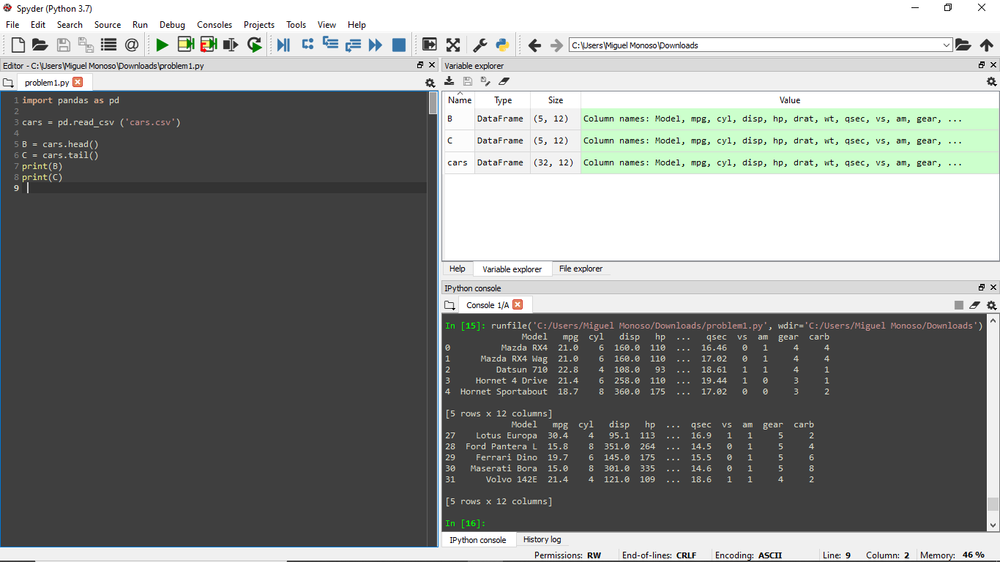 Spyder (Python 3.7)
File Edit Search Source Run Debug Consoles Projects Tools View Help
C:\Users\Miguel Monoso\Downloads
Editor - C:\Users\Miguel Monoso\Downloads\problem1.py
problem1.py
1 import pandas as pd
2
3 cars = pd.read_csv ('cars.csv')
4
5 B = cars.head()
6 C = cars.tail()
7 print(B)
8 print(C)
9
Variable explorer
Name Type Size Value
B DataFrame (5, 12) Column names: Model, mpg, cyl, disp, hp, drat, wt, qsec, vs, am, gear, ...
C DataFrame (5, 12) Column names: Model, mpg, cyl, disp, hp, drat, wt, qsec, vs, am, gear, ...
cars DataFrame (32, 12) Column names: Model, mpg, cyl, disp, hp, drat, wt, qsec, vs, am, gear, ...
Help Variable explorer File explorer
IPython console
Console 1/A
In [15]: runfile('C:/Users/Miguel Monoso/Downloads/problem1.py', wdir='C:/Users/Miguel Monoso/Downloads')
Model mpg cyl disp hp ... qsec vs am gear carb
0 Mazda RX4 21.0 6 160.0 110 ... 16.46 0 1 4 4
1 Mazda RX4 Wag 21.0 6 160.0 110 ... 17.02 0 1 4 4
2 Datsun 710 22.8 4 108.0 93 ... 18.61 1 1 4 1
3 Hornet 4 Drive 21.4 6 258.0 110 ... 19.44 1 0 3 1
4 Hornet Sportabout 18.7 8 360.0 175 ... 17.02 0 0 3 2
[5 rows x 12 columns]
Model mpg cyl disp hp ... qsec vs am gear carb
27 Lotus Europa 30.4 4 95.1 113 ... 16.9 1 1 5 2
28 Ford Pantera L 15.8 8 351.0 264 ... 14.5 0 1 5 4
29 Ferrari Dino 19.7 6 145.0 175 ... 15.5 0 1 5 6
30 Maserati Bora 15.0 8 301.0 335 ... 14.6 0 1 5 8
31 Volvo 142E 21.4 4 121.0 109 ... 18.6 1 1 4 2
[5 rows x 12 columns]
In [16]:
IPython console History log
Permissions: RW End-of-lines: CRLF Encoding: ASCII Line: 9 Column: 2 Memory: 46 %